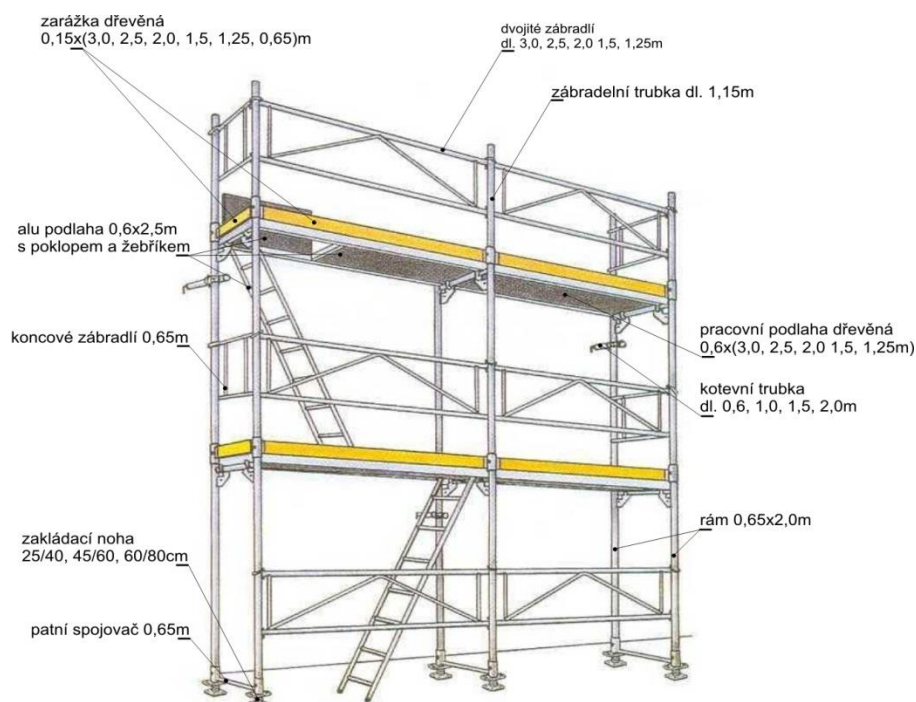 zarážka dřevěná
0,15x(3,0, 2,5, 2,0, 1,5, 1,25, 0,65)m
dvojité zábradlí
dl. 3,0, 2,5, 2,0 1,5, 1,25m
zábradelní trubka dl. 1,15m
alu podlaha 0,6x2,5m
s poklopem a žebříkem
koncové zábradlí 0,65m
pracovní podlaha dřevěná
0,6x(3,0, 2,5, 2,0 1,5, 1,25m)
kotevní trubka
dl. 0,6, 1,0, 1,5, 2,0m
rám 0,65x2,0m
zakládací noha
25/40, 45/60, 60/80cm
patní spojovač 0,65m